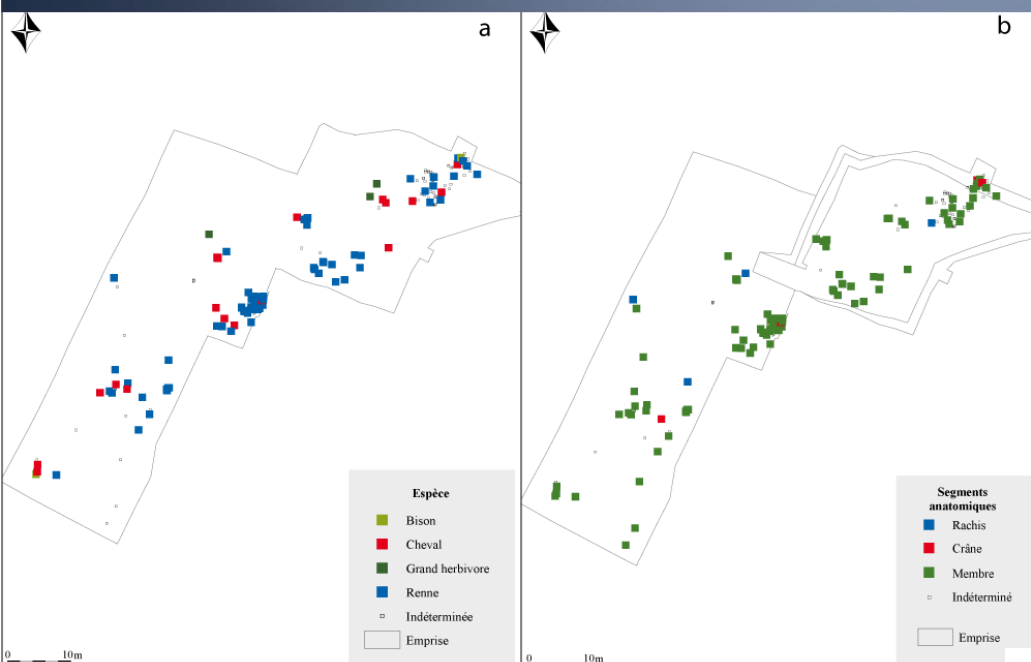 a
Espèce
Bison
Cheval
Grand herbivore
Renne
Indéterminée
Emprise
0 10m
b
Segments
anatomiques
Rachis
Crâne
Membre
Indéterminé
Emprise
0 10m